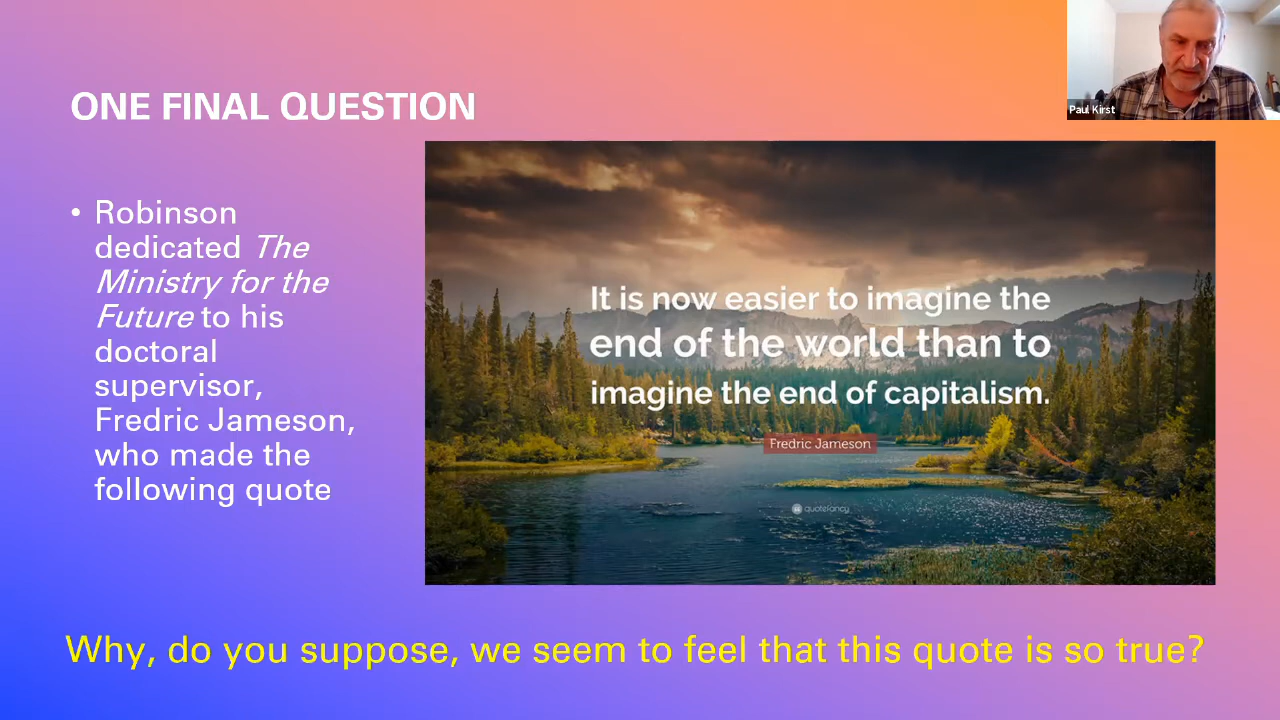 ONE FINAL QUESTION
Paul Kirst
• Robinson
dedicated The
Ministry for the
Future to his
doctoral
supervisor,
Fredric Jameson,
who made the
following quote
It is now easier to imagine the
end of the world than to
imagine the end of capitalism.
Fredric Jameson
quotefancy
Why, do you suppose, we seem to feel that this quote is so true?